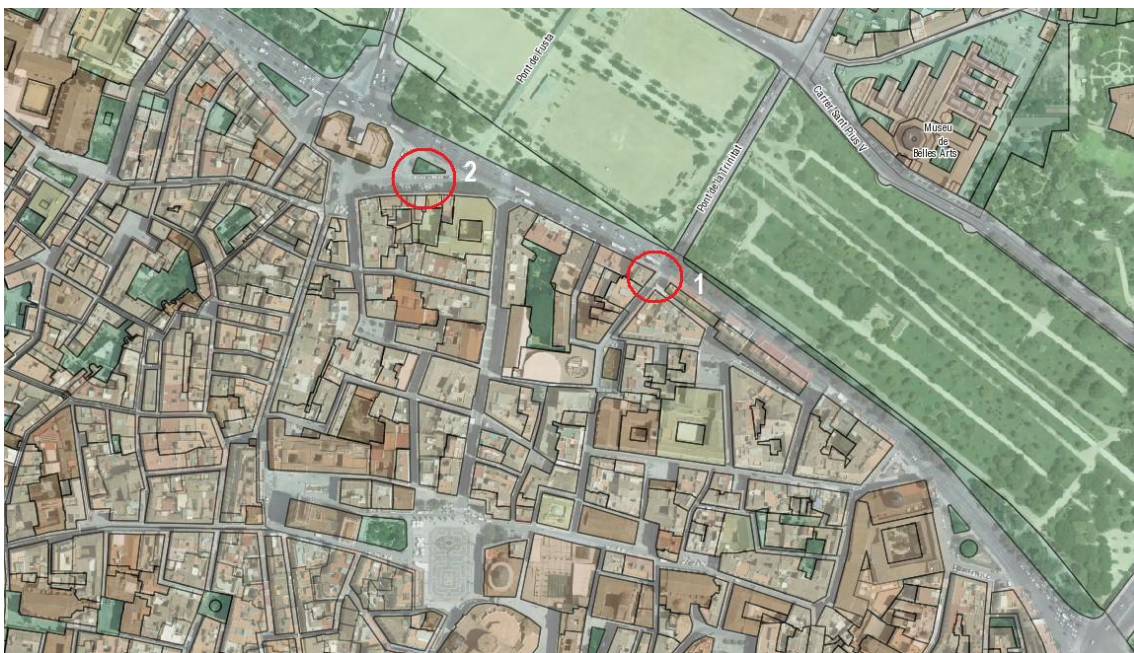 Pont de Fusta
Carrer Sant Pius V
Museu
de
Belles Arts
Pont de la Trinitat
2
1